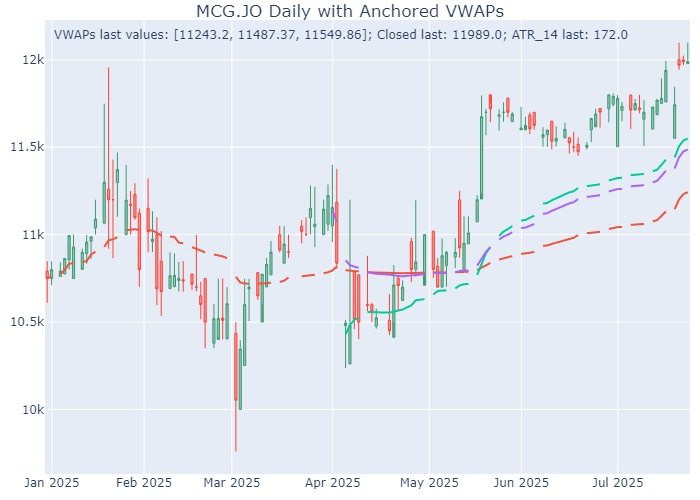 MCG.JO Daily with Anchored VWAPs
VWAPs last values: [11243.2, 11487.37, 11549.86]; Closed last: 11989.0; ATR_14 last: 172.0
12k
11.5k
11k
10.5k
10k
Jan 2025 Feb 2025 Mar 2025 Apr 2025 May 2025 Jun 2025 Jul 2025